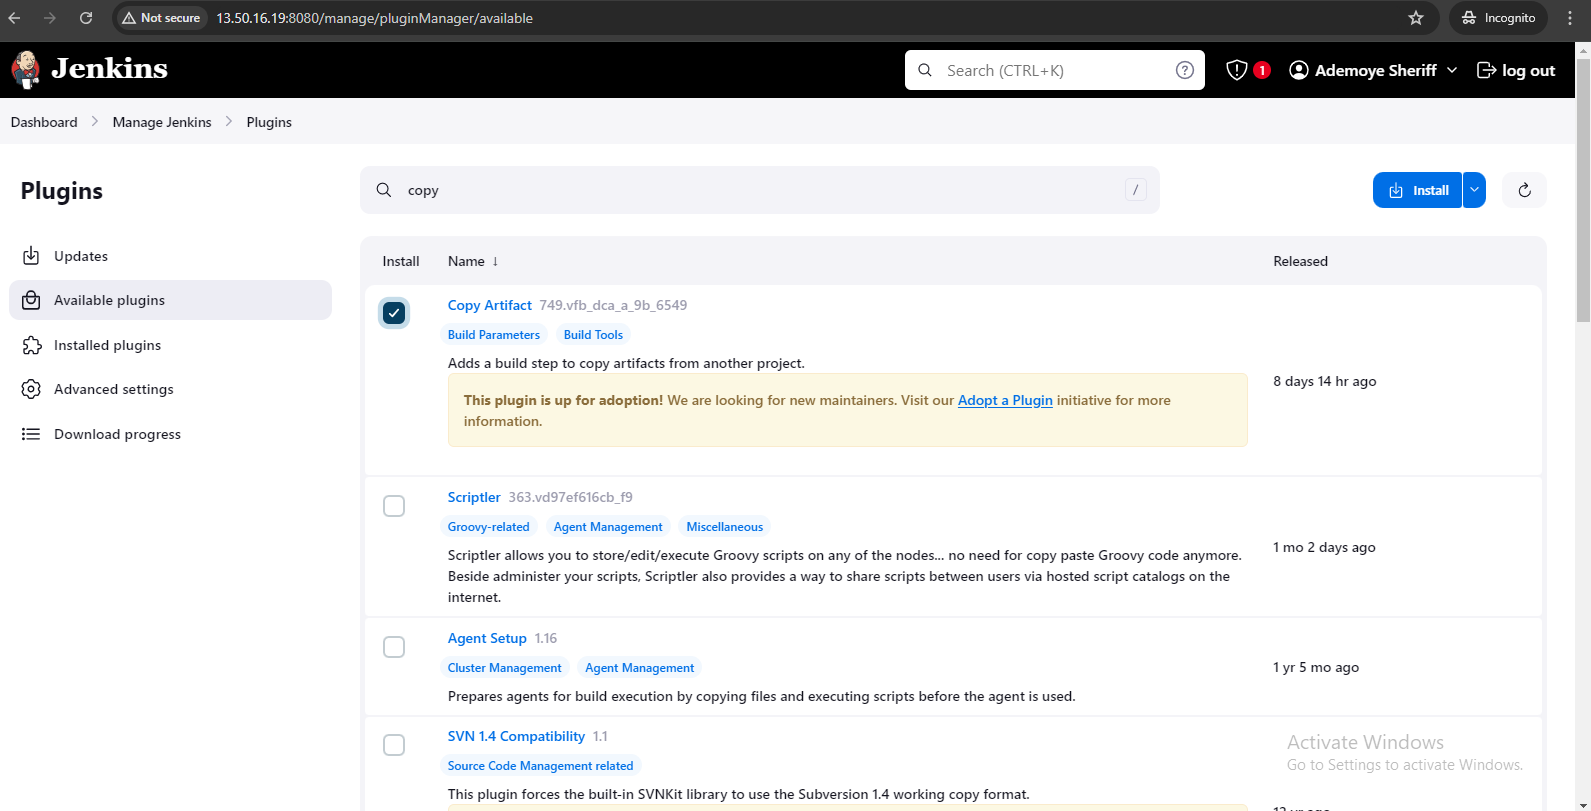 Not secure
13.50.16.19:8080/manage/pluginManager/available
Incognito
Jenkins
Search (CTRL+K)
?
1
Ademoye Sheriff
log out
Dashboard
Manage Jenkins
Plugins
Plugins
copy
/
Install
Updates
Available plugins
Installed plugins
Advanced settings
Download progress
Install
Name ↓
Released
Copy Artifact 749.vfb_dca_a_9b_6549
Build Parameters
Build Tools
Adds a build step to copy artifacts from another project.
This plugin is up for adoption! We are looking for new maintainers. Visit our Adopt a Plugin initiative for more
information.
8 days 14 hr ago
Scriptler 363.vd97ef616cb_f9
Groovy-related
Agent Management
Miscellaneous
Scriptler allows you to store/edit/execute Groovy scripts on any of the nodes... no need for copy paste Groovy code anymore.
Beside administer your scripts, Scriptler also provides a way to share scripts between users via hosted script catalogs on the
internet.
1 mo 2 days ago
Agent Setup 1.16
Cluster Management
Agent Management
Prepares agents for build execution by copying files and executing scripts before the agent is used.
1 yr 5 mo ago
SVN 1.4 Compatibility 1.1
Source Code Management related
This plugin forces the built-in SVNKit library to use the Subversion 1.4 working copy format.
Activate Windows
Go to Settings to activate Windows.